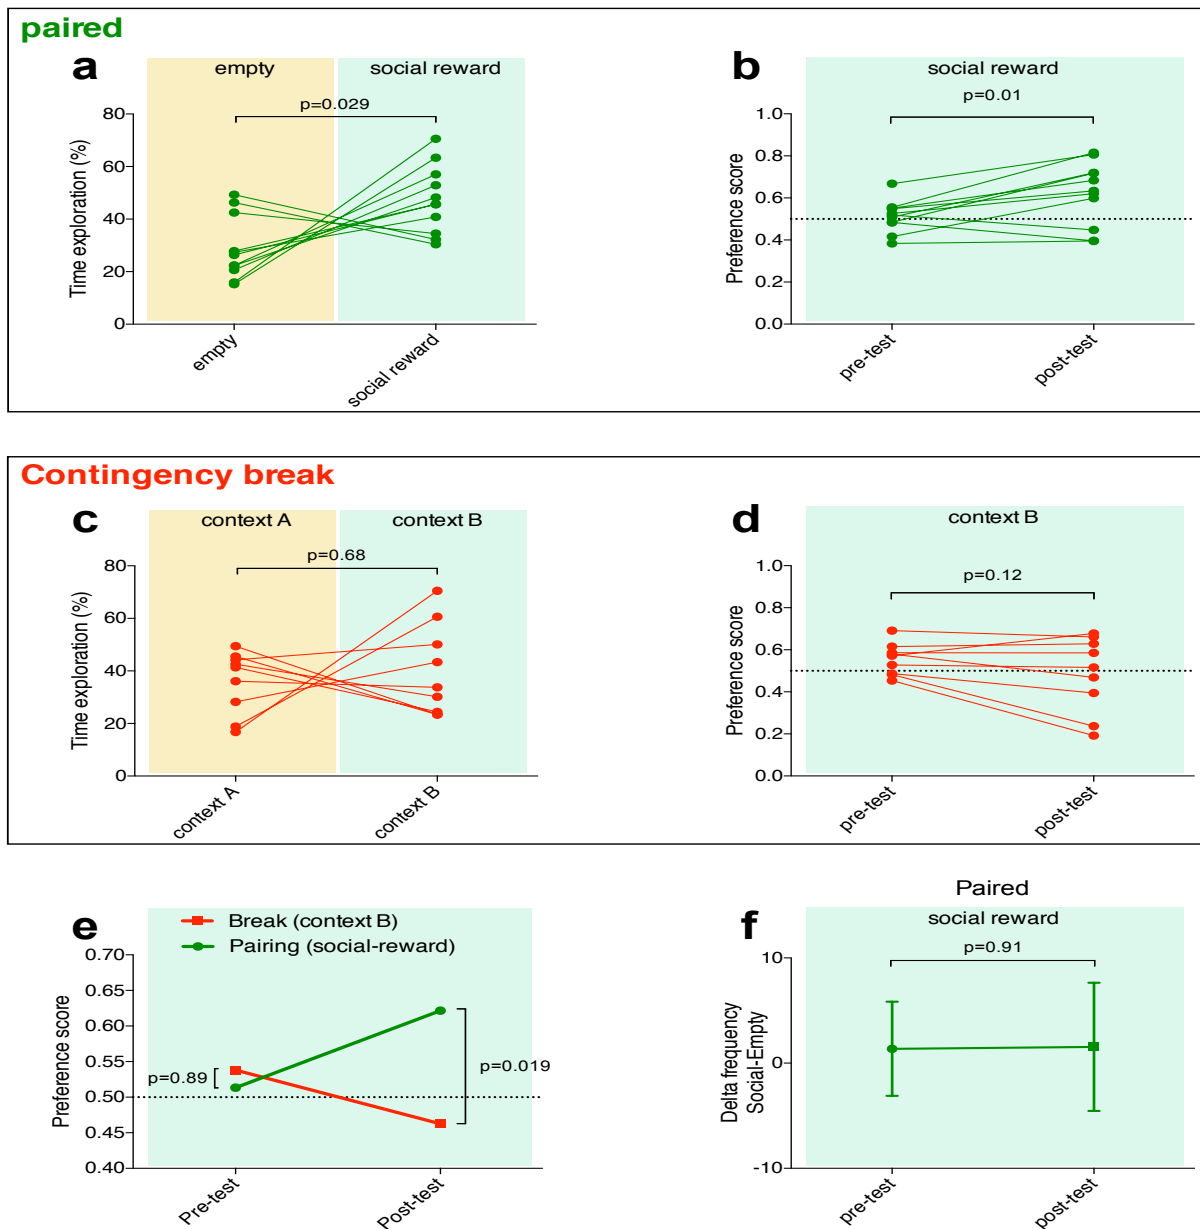 paired
a
empty
social reward
p=0.029
80
60
40
20
0
Time exploration (%)
empty
social reward
b
social reward
p=0.01
1.0
0.8
0.6
0.4
0.2
0.0
Preference score
pre-test
post-test
Contingency break
c
context A
context B
p=0.68
80
60
40
20
0
Time exploration (%)
context A
context B
d
context B
p=0.12
1.0
0.8
0.6
0.4
0.2
0.0
Preference score
pre-test
post-test
e
Break (context B)
Pairing (social-reward)
0.70
0.65
0.60
0.55
0.50
0.45
0.40
Preference score
p=0.89
p=0.019
Pre-test
Post-test
Paired
f
social reward
p=0.91
10
0
-10
Delta frequency
Social-Empty
pre-test
post-test